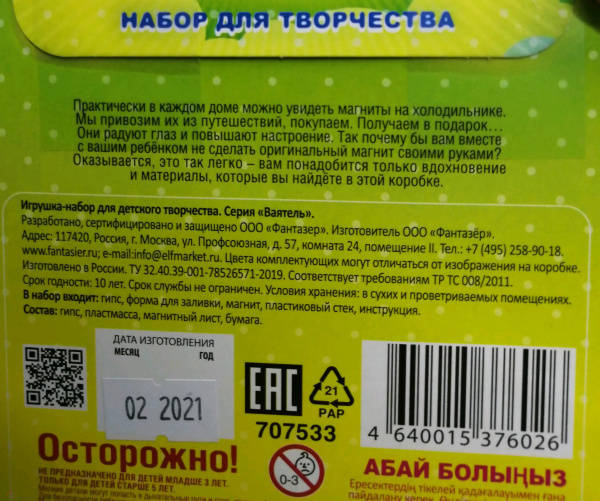 НАБОР ДЛЯ ТВОРЧЕСТВА
Практически в каждом доме можно увидеть магниты на холодильнике.
Мы привозим их из путешествий, покупаем. Получаем в подарок...
Они радуют глаз и повышают настроение. Так почему бы вам вместе
с вашим ребёнком не сделать оригинальный магнит своими руками?
Оказывается, это так легко – вам понадобится только вдохновение
и материалы, которые вы найдёте в этой коробке.
Игрушка-набор для детского творчества. Серия «Ваятель».
Разработано, сертифицировано и защищено ООО «Фантазер». Изготовитель ООО «Фантазёр».
Адрес: 117420, Россия, г. Москва, ул. Профсоюзная, д. 57, комната 24, помещение II. Тел.: +7 (495) 258-90-18.
www.fantasier.ru; e-mail:info@elfmarket.ru. Цвета комплектующих могут отличаться от изображения на коробке.
Изготовлено в России. ТУ 32.40.39-001-78526571-2019. Соответствует требованиям ТР ТС 008/2011.
Срок годности: 10 лет. Срок службы не ограничен. Условия хранения: в сухих и проветриваемых помещениях.
В набор входит: гипс, форма для заливки, магнит, пластиковый стек, инструкция.
Состав: гипс, пластмасса, магнитный лист, бумага.
ДАТА ИЗГОТОВЛЕНИЯ
МЕСЯЦ ГОД
02 2021
EAC
21
PAP
707533
4 640015 376026
Осторожно!
НЕ ПРЕДНАЗНАЧЕНО ДЛЯ ДЕТЕЙ МЛАДШЕ 3 ЛЕТ.
ТОЛЬКО ДЛЯ ДЕТЕЙ СТАРШЕ 5 ЛЕТ.
0-3
АБАЙ БОЛЫҢЫЗ
Ересектердің тікелей қадағалауымен ғана